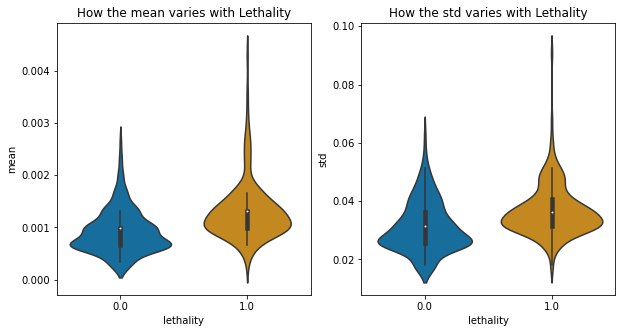 How the mean varies with Lethality
0.004
0.003
0.002
0.001
0.000
mean
0.0
1.0
lethality
How the std varies with Lethality
0.10
0.08
0.06
0.04
0.02
std
0.0
1.0
lethality